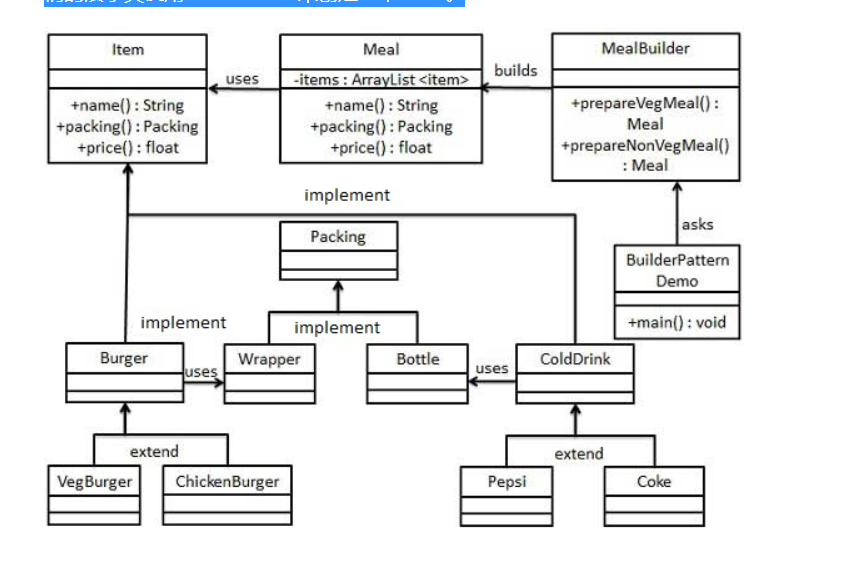 Item
Meal
MealBuilder
-items : ArrayList <item>
uses
builds
+name() : String
+packing() : Packing
+price() : float
+name() : String
+packing() : Packing
+price() : float
+prepareVegMeal() :
Meal
+prepareNonVegMeal()
: Meal
implement
asks
Packing
BuilderPattern
Demo
+main() : void
implement
implement
Burger
uses
Wrapper
Bottle
uses
ColdDrink
extend
extend
VegBurger
ChickenBurger
Pepsi
Coke